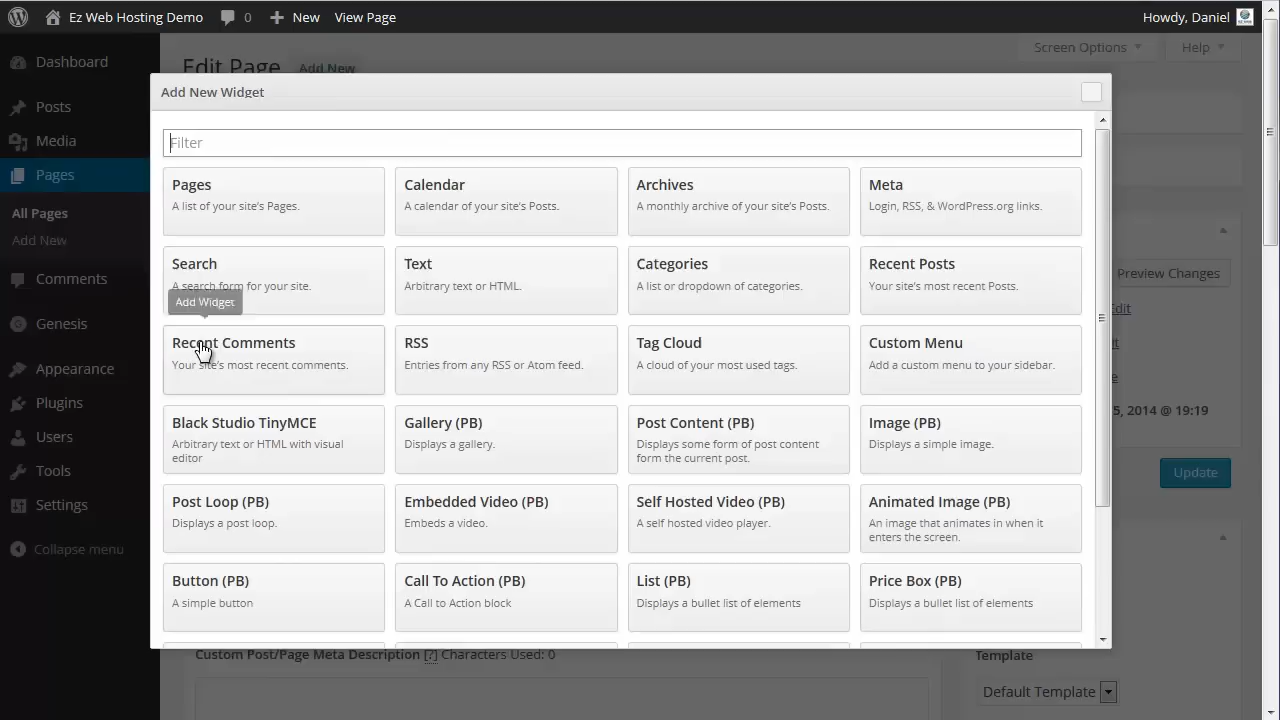 Ez Web Hosting Demo 0 New View Page Howdy, Daniel
Dashboard
Posts
Media
Pages
All Pages
Add New
Comments
Genesis
Appearance
Plugins
Users
Tools
Settings
Collapse menu
Edit Page Add New
Screen Options Help
Add New Widget
Filter
Pages
A list of your site's Pages.
Calendar
A calendar of your site's Posts.
Archives
A monthly archive of your site's Posts.
Meta
Login, RSS, & WordPress.org links.
Search
A search form for your site.
Add Widget
Text
Arbitrary text or HTML.
Categories
A list or dropdown of categories.
Recent Posts
Your site's most recent Posts.
Recent Comments
Your site's most recent comments.
RSS
Entries from any RSS or Atom feed.
Tag Cloud
A cloud of your most used tags.
Custom Menu
Add a custom menu to your sidebar.
Black Studio TinyMCE
Arbitrary text or HTML with visual
editor
Gallery (PB)
Displays a gallery.
Post Content (PB)
Displays some form of post content
form the current post.
Image (PB)
Displays a simple image.
Post Loop (PB)
Displays a post loop.
Embedded Video (PB)
Embeds a video.
Self Hosted Video (PB)
A self hosted video player.
Animated Image (PB)
An image that animates in when it
enters the screen.
Button (PB)
A simple button
Call To Action (PB)
A Call to Action block
List (PB)
Displays a bullet list of elements
Price Box (PB)
Displays a bullet list of elements
Preview Changes
Edit
5, 2014 @ 19:19
Update
Custom Post/Page Meta Description [?] Characters Used: 0
Template
Default Template